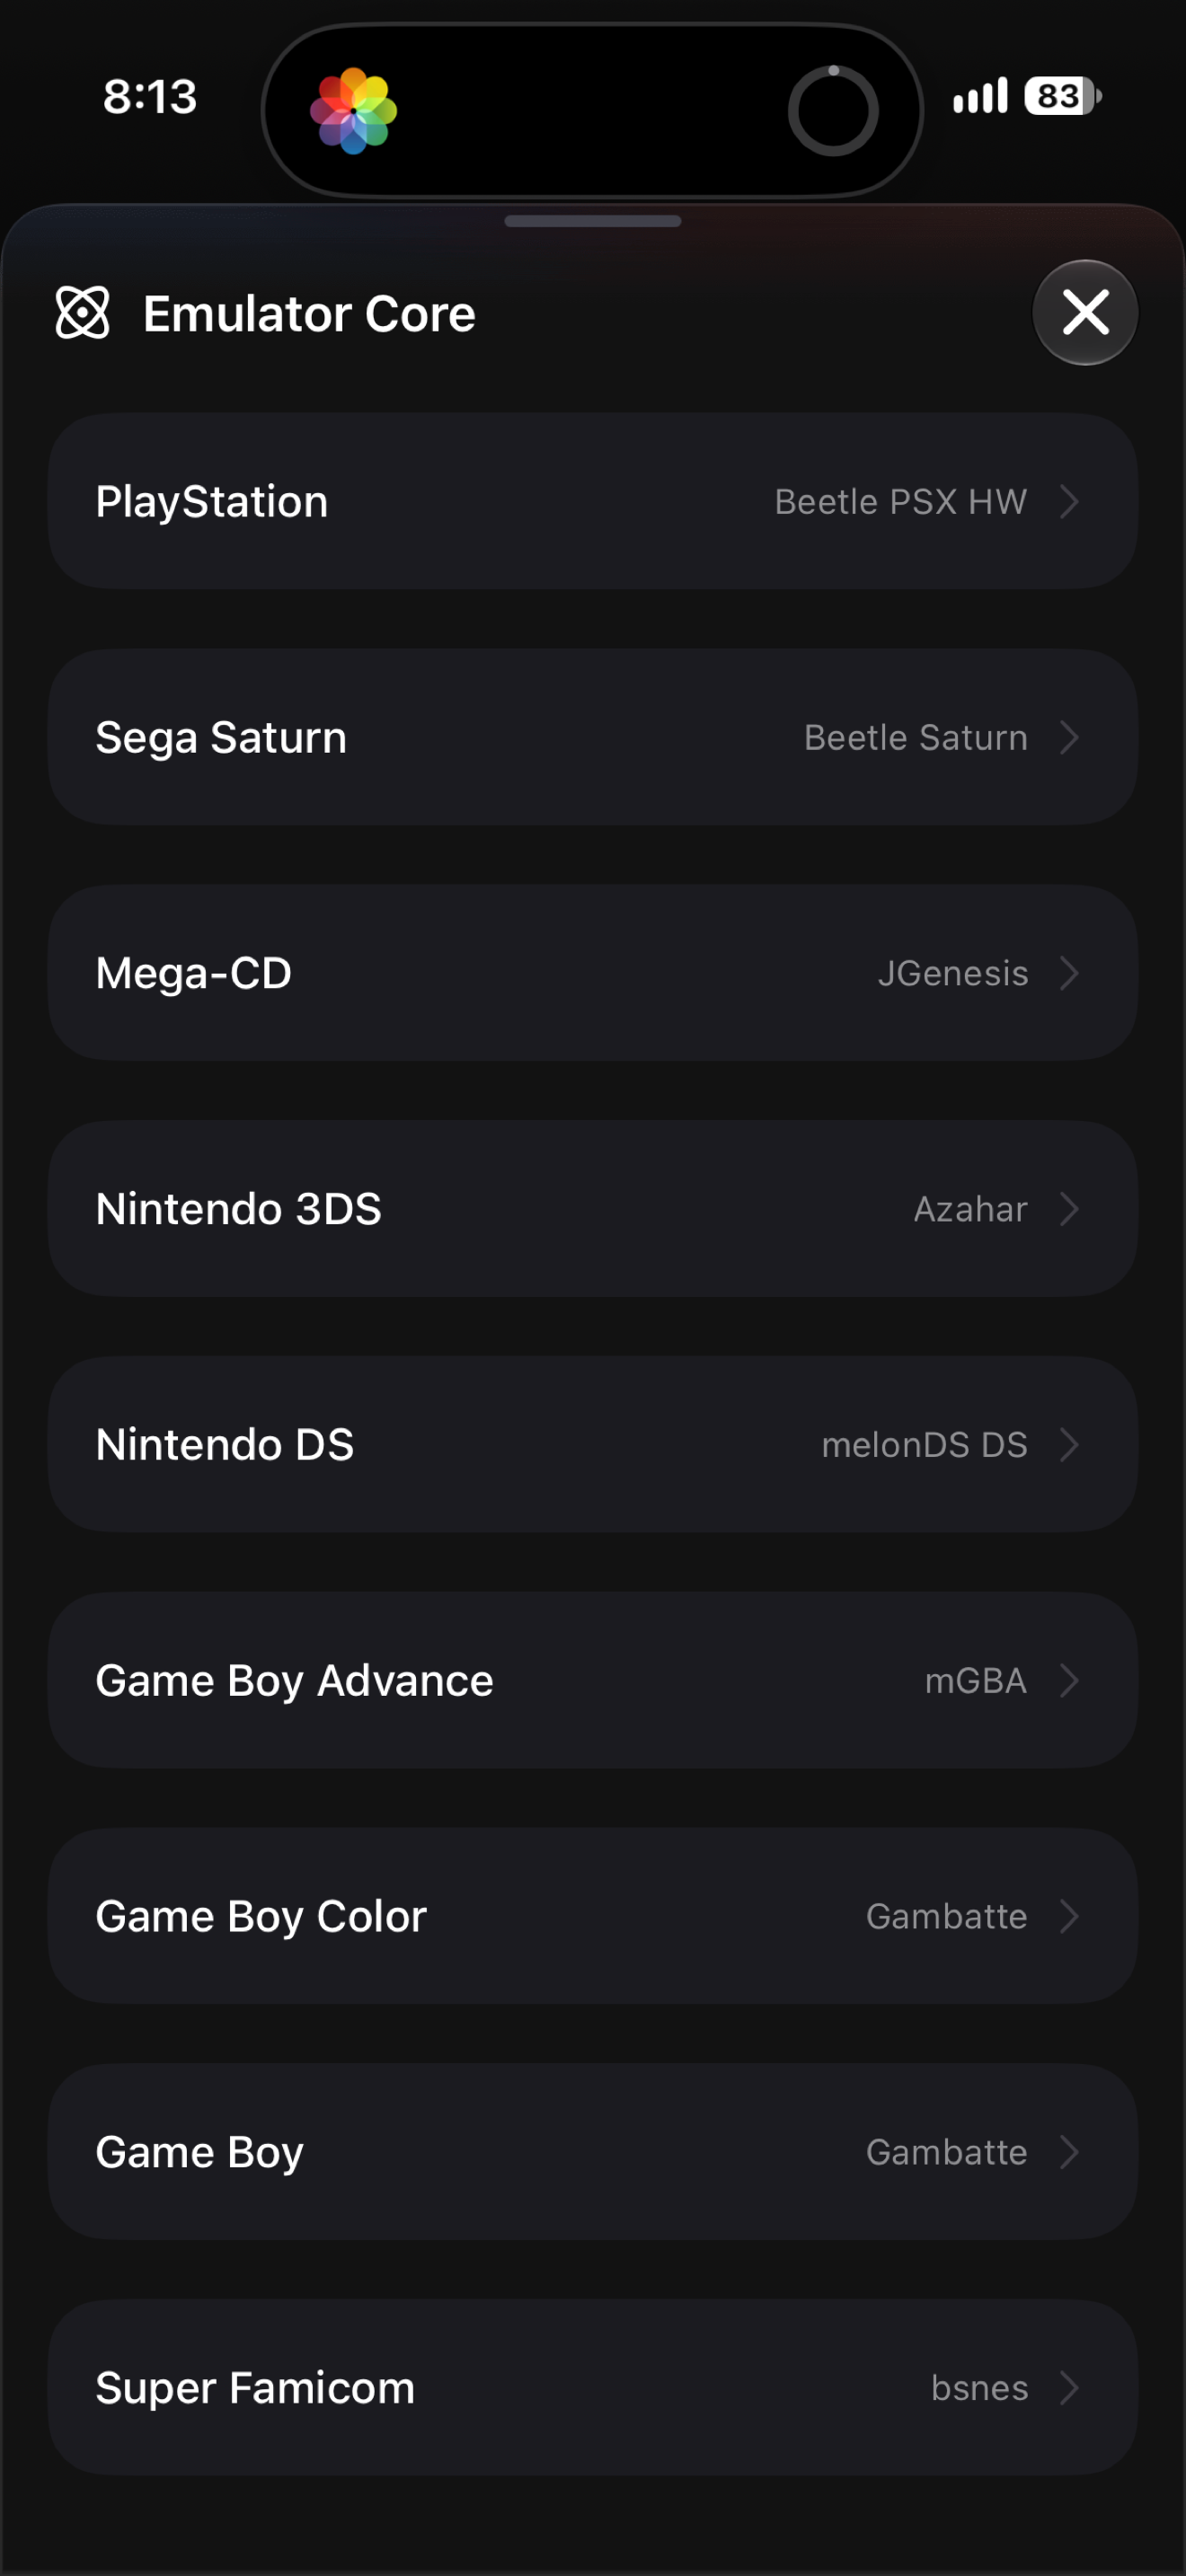 8:13
83
Emulator Core
PlayStation Beetle PSX HW
Sega Saturn Beetle Saturn
Mega-CD JGenesis
Nintendo 3DS Azahar
Nintendo DS melonDS DS
Game Boy Advance mGBA
Game Boy Color Gambatte
Game Boy Gambatte
Super Famicom bsnes